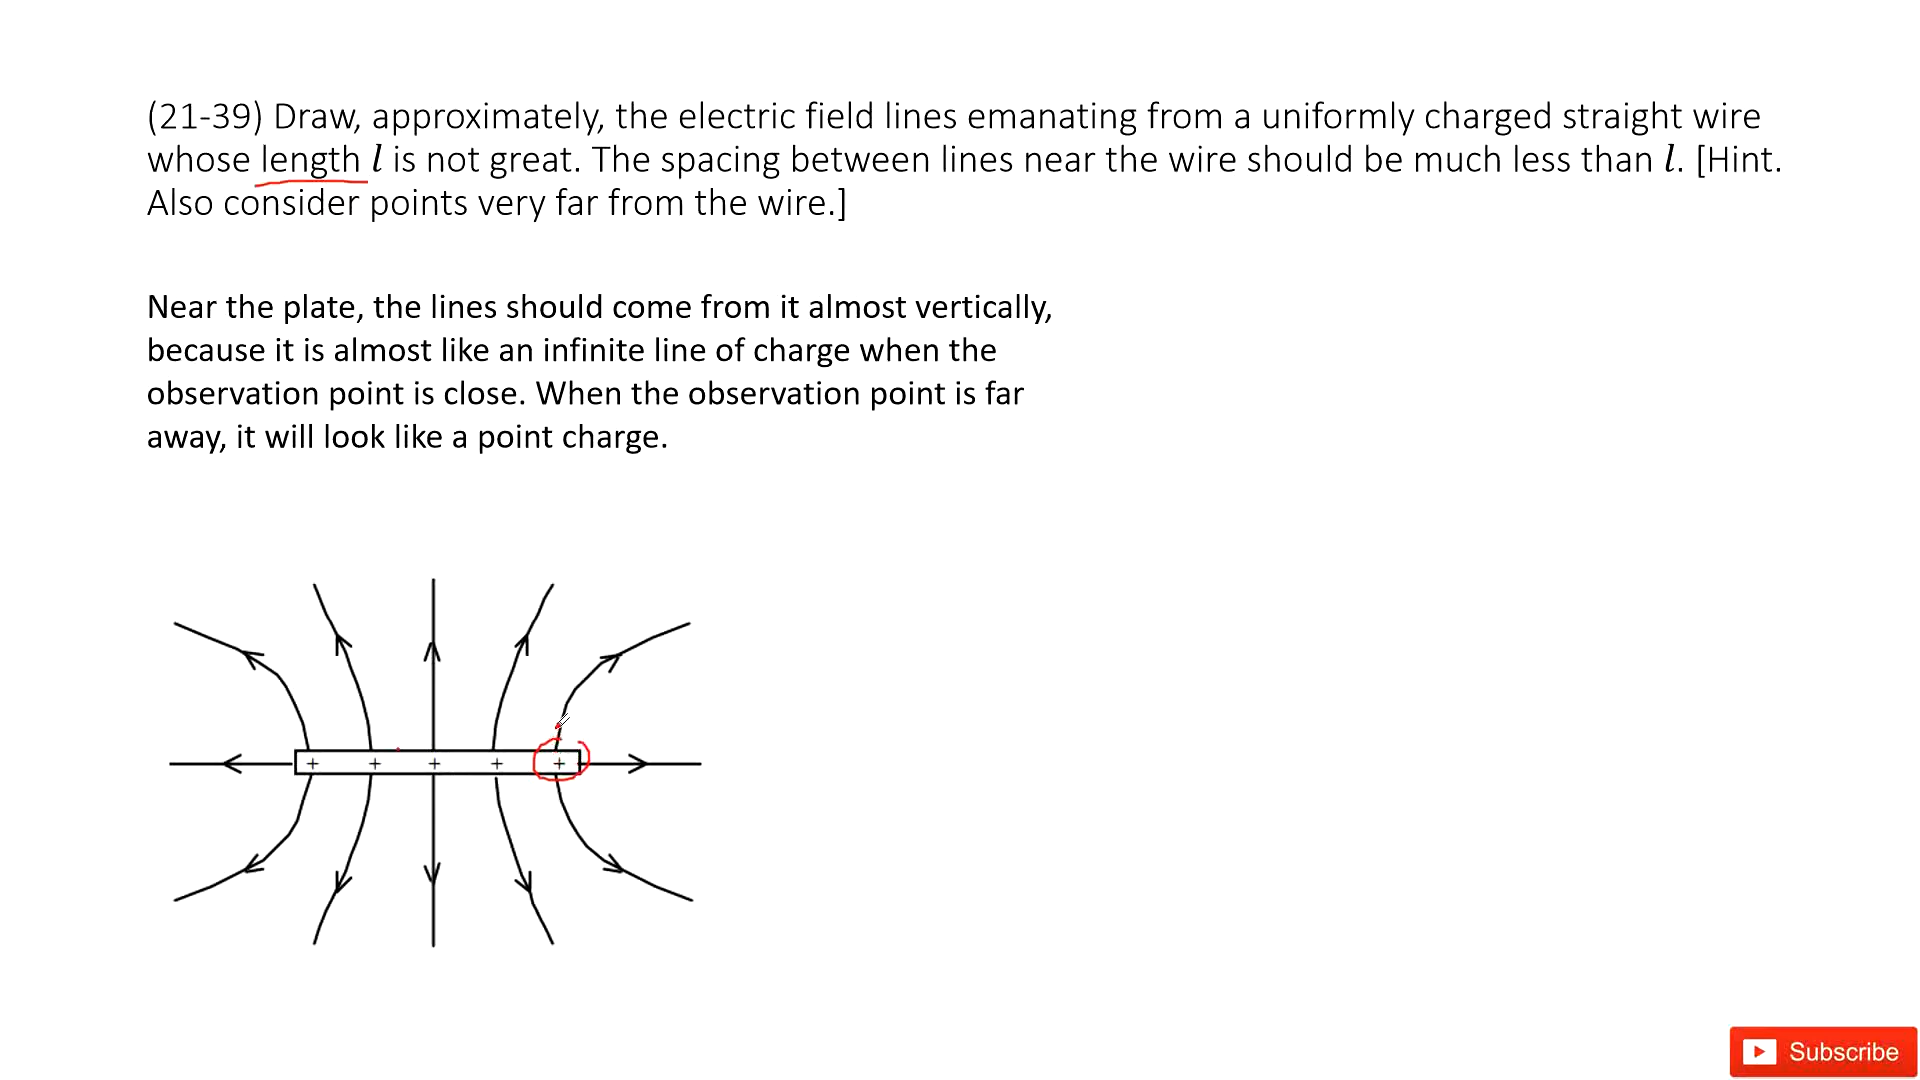 (21-39) Draw, approximately, the electric field lines emanating from a uniformly charged straight wire
whose length l is not great. The spacing between lines near the wire should be much less than l. [Hint.
Also consider points very far from the wire.]
Near the plate, the lines should come from it almost vertically,
because it is almost like an infinite line of charge when the
observation point is close. When the observation point is far
away, it will look like a point charge.
+ + + + +
Subscribe